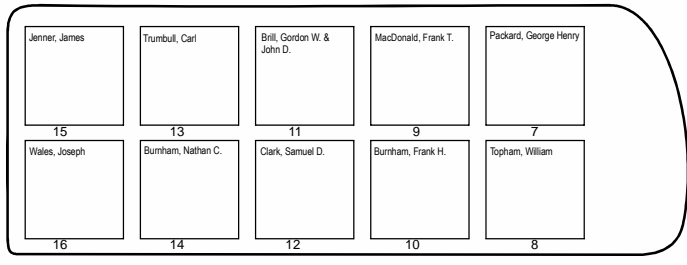 Jenner, James
Trumbull, Carl
Brill, Gordon W. &
John D.
MacDonald, Frank T.
Packard, George Henry
15
13
11
9
7
Wales, Joseph
Burnham, Nathan C.
Clark, Samuel D.
Burnham, Frank H.
Topham, William
16
14
12
10
8